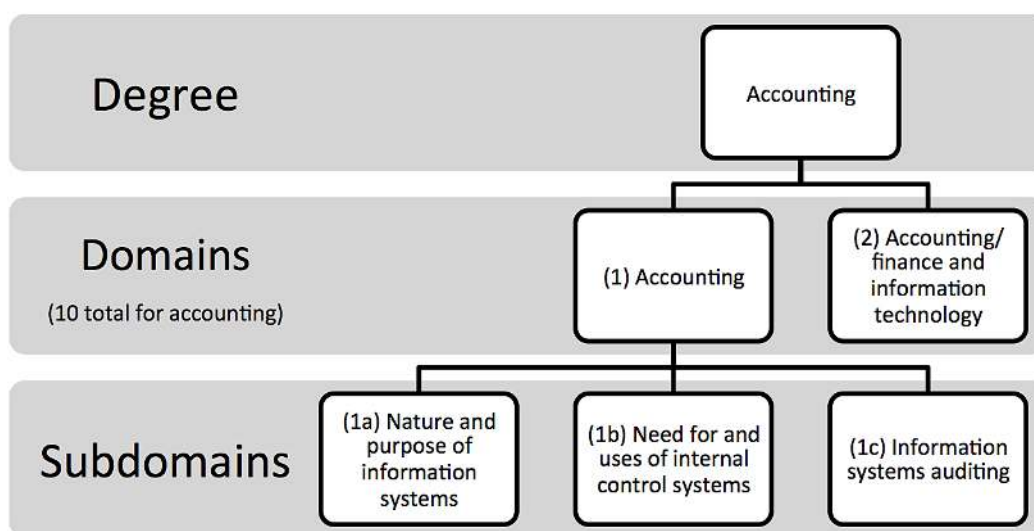 Degree
Accounting
Domains
(10 total for accounting)
(1) Accounting
(2) Accounting/
finance and
information
technology
Subdomains
(1a) Nature and
purpose of
information
systems
(1b) Need for and
uses of internal
control systems
(1c) Information
systems auditing